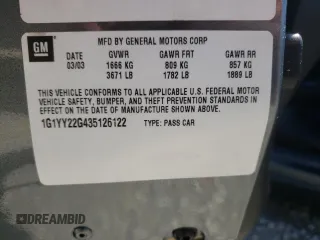 GM
MFD BY GENERAL MOTORS CORP
DATE GVWR GAWR FRT GAWR RR
03/03 1666 KG 809 KG 857 KG
3671 LB 1782 LB 1889 LB
THIS VEHICLE CONFORMS TO ALL APPLICABLE U.S. FEDERAL MOTOR
VEHICLE SAFETY, BUMPER, AND THEFT PREVENTION STANDARDS IN
EFFECT ON THE DATE OF MANUFACTURE SHOWN ABOVE.
1G1YY22G435126122 TYPE: PASS CAR
DREAMBID